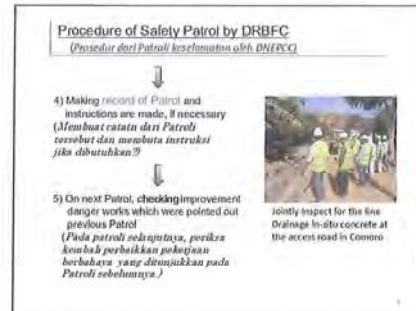 Procedure of Safety Patrol by DRBFC
(Prosedur dari Patroli keselamatan oleh DNEPCC)
4) Making record of Patrol and
instructions are made, if necessary
(Membuat catatn dari Patroli
tersebut dan membuta instruksi
jika dibutuhkan?)
5) On next Patrol, checking improvement
danger works which were pointed out
previous Patrol
(Pada patroli selanjutnya, periksa
kembali perbaikkan pekerjaan
berbahaya yang ditunjukkan pada
Patroli sebelumnya.)
Jointly Inspect for the line
Drainage In-situ concrete at
the access road in Comoro